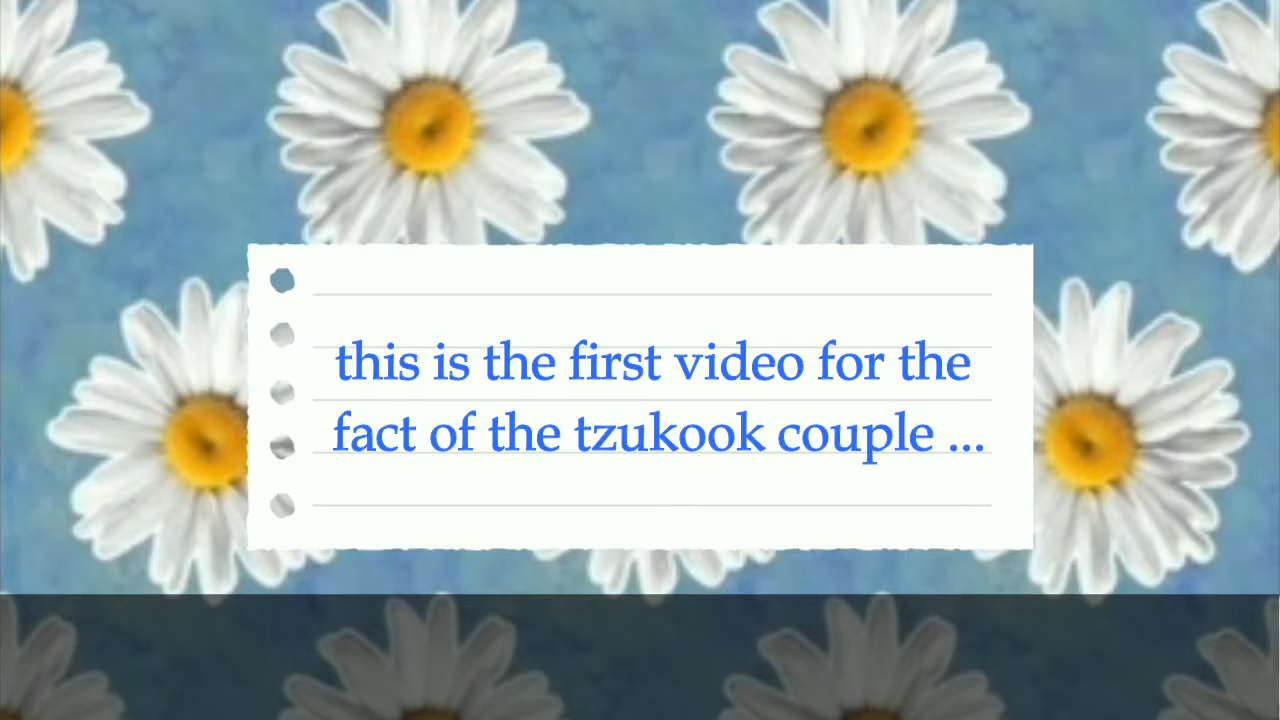 this is the first video for the
fact of the tzukook couple ...